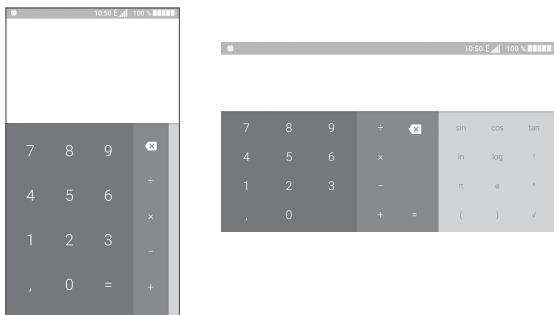 10:50 E 100 %
7 8 9
÷
4 5 6
×
1 2 3
−
, 0 = +
10:50 E 100 %
7 8 9 ÷ sin cos tan
4 5 6 × ln log !
1 2 3 − π e ^
, 0 + = ( ) √